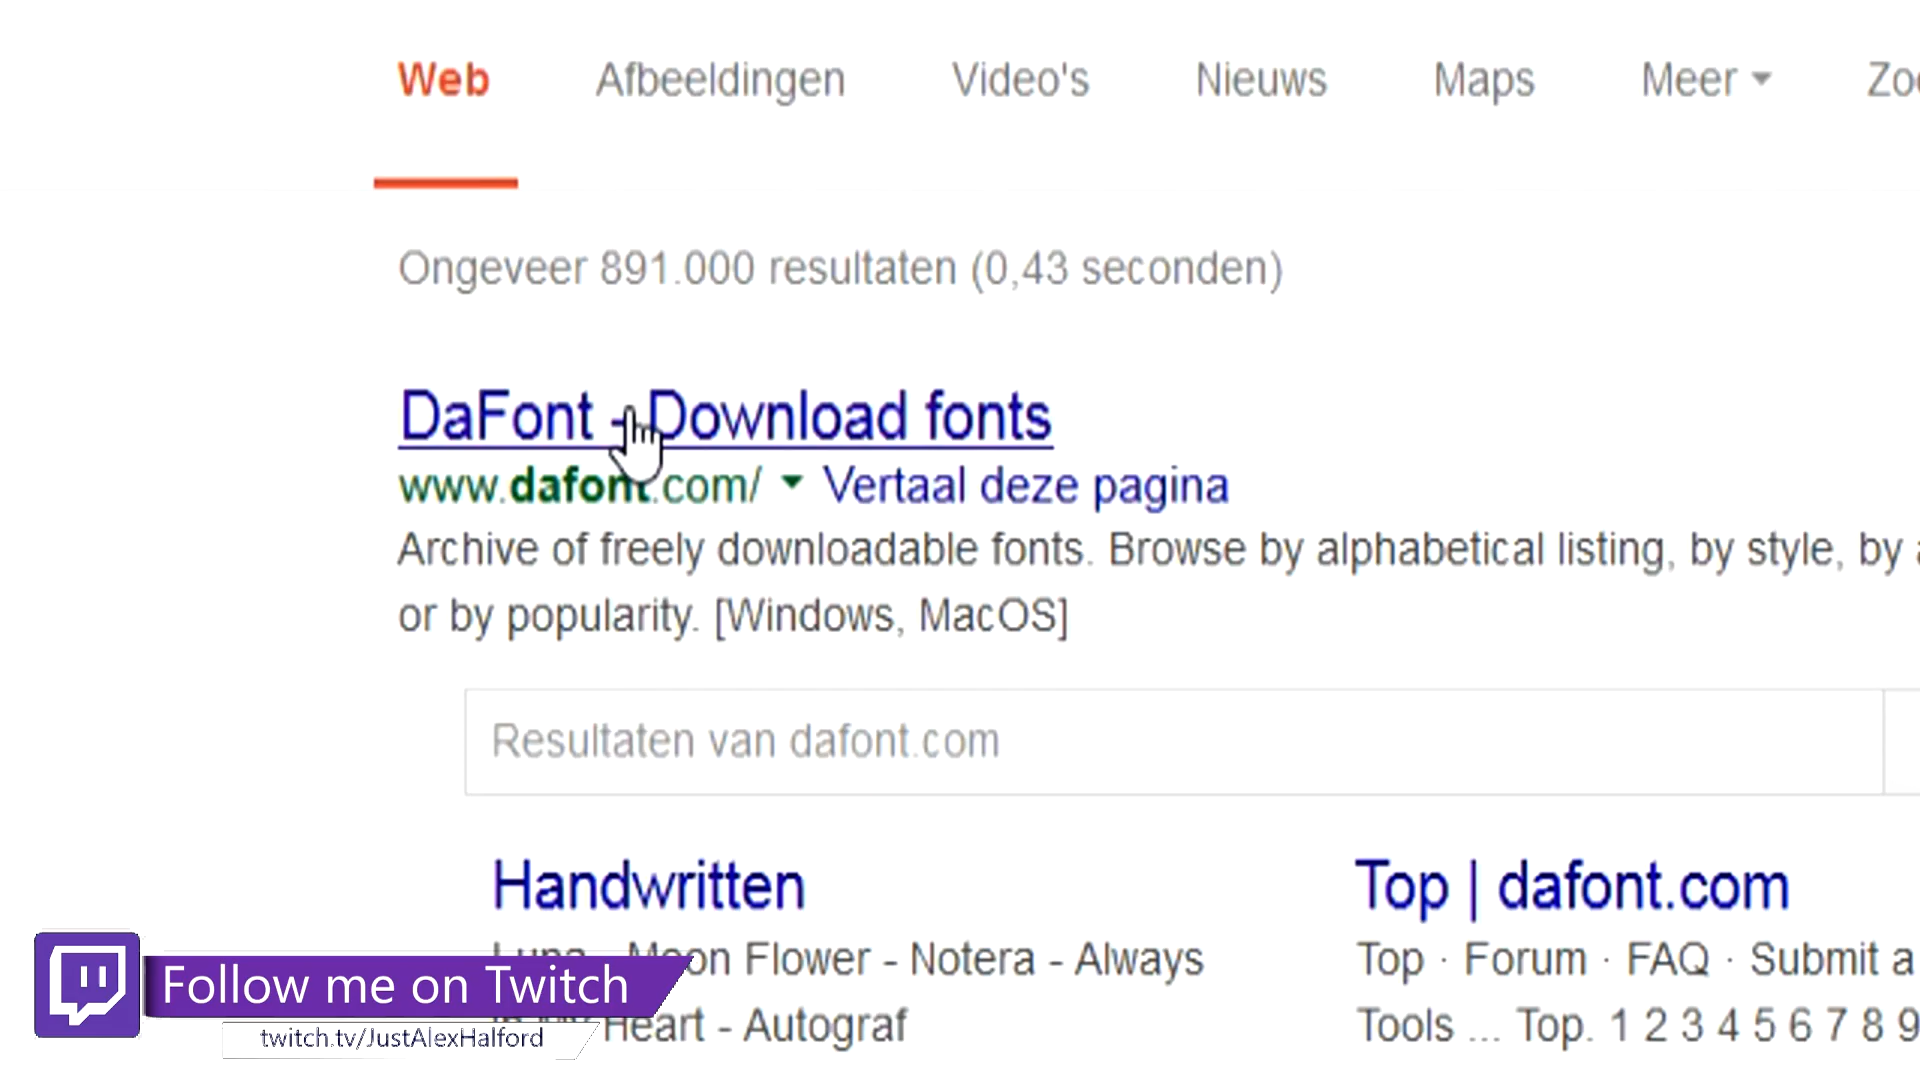 Web Afbeeldingen Video's Nieuws Maps Meer
Ongeveer 891.000 resultaten (0,43 seconden)
DaFont - Download fonts
www.dafont.com/ Vertaal deze pagina
Archive of freely downloadable fonts. Browse by alphabetical listing, by style, by
or by popularity. [Windows, MacOS]
Resultaten van dafont.com
Handwritten
Top | dafont.com
Luna - Moon Flower - Notera - Always
Heart - Autograf
Top · Forum · FAQ · Submit a
Tools ... Top. 1 2 3 4 5 6 7 8 9
Follow me on Twitch
twitch.tv/JustAlexHalford